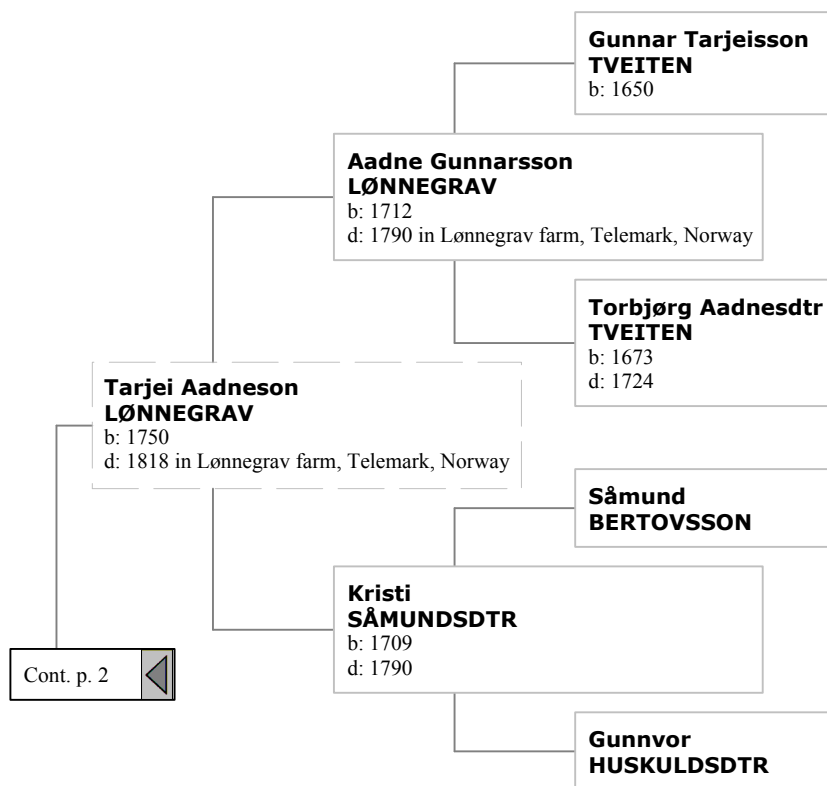 Gunnar Tarjeisson
TVEITEN
b: 1650
Aadne Gunnarsson
LØNNEGRAV
b: 1712
d: 1790 in Lønnegrav farm, Telemark, Norway
Torbjørg Aadnesdtr
TVEITEN
b: 1673
d: 1724
Tarjei Aadneson
LØNNEGRAV
b: 1750
d: 1818 in Lønnegrav farm, Telemark, Norway
Såmund
BERTOVSSON
Kristi
SÅMUNDSDTR
b: 1709
d: 1790
Cont. p. 2
Gunnvor
HUSKULDSDTR